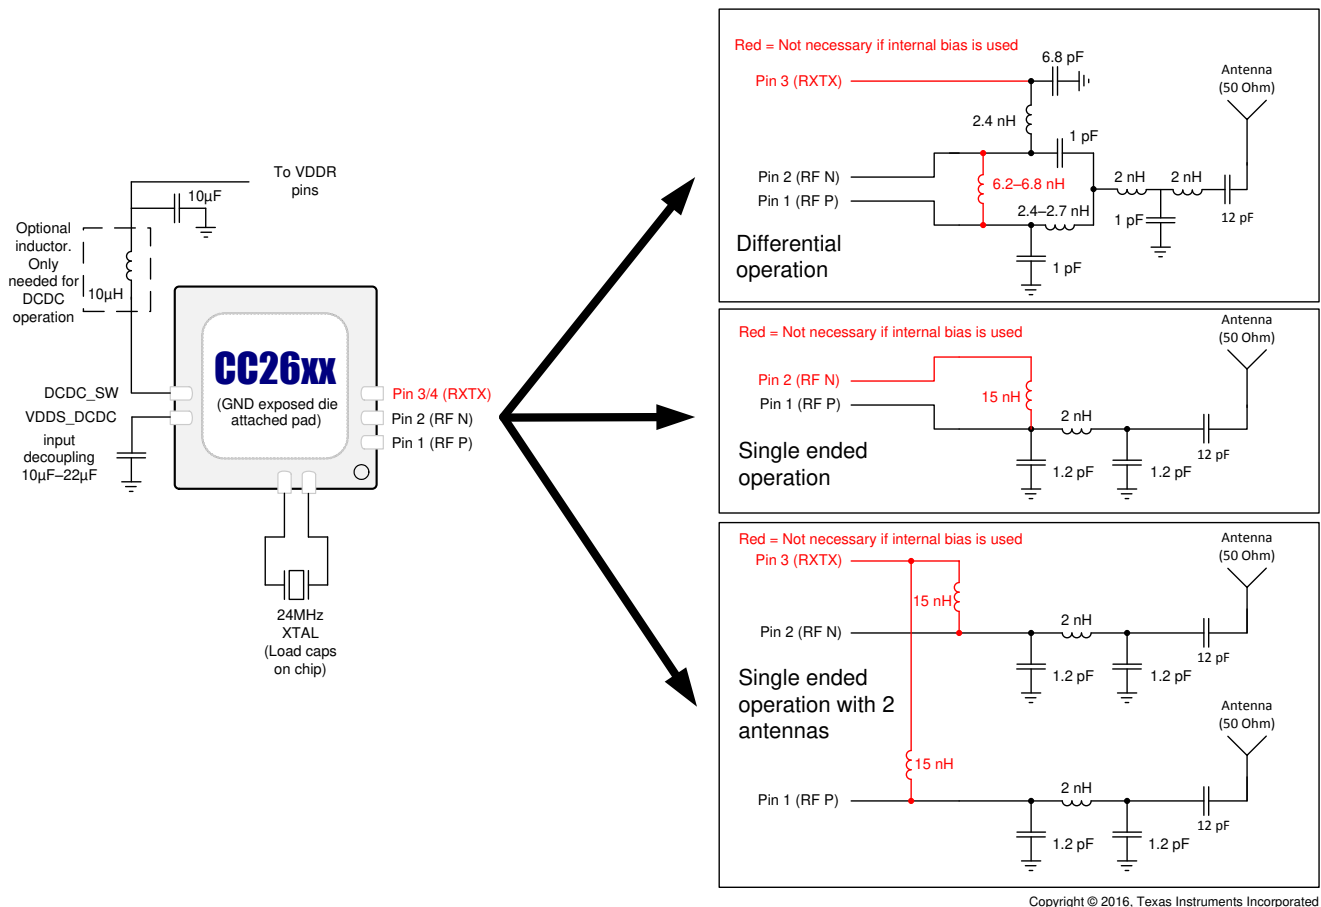 To VDDR
pins
10µF
Optional
inductor.
Only
needed for
DCDC
operation
10µH
CC26xx
(GND exposed die
attached pad)
DCDC_SW
VDDS_DCDC
input
decoupling
10µF–22µF
Pin 3/4 (RXTX)
Pin 2 (RF N)
Pin 1 (RF P)
24MHz
XTAL
(Load caps
on chip)
Red = Not necessary if internal bias is used
Pin 3 (RXTX)
6.8 pF
Antenna
(50 Ohm)
2.4 nH
1 pF
Pin 2 (RF N)
6.2–6.8 nH
2 nH
2 nH
Pin 1 (RF P)
2.4–2.7 nH
1 pF
12 pF
Differential
operation
1 pF
Red = Not necessary if internal bias is used
Antenna
(50 Ohm)
Pin 2 (RF N)
15 nH
Pin 1 (RF P)
2 nH
12 pF
Single ended
operation
1.2 pF
1.2 pF
Red = Not necessary if internal bias is used
Pin 3 (RXTX)
Antenna
(50 Ohm)
15 nH
Pin 2 (RF N)
2 nH
12 pF
1.2 pF
1.2 pF
Single ended
operation with 2
antennas
Antenna
(50 Ohm)
15 nH
Pin 1 (RF P)
2 nH
12 pF
1.2 pF
1.2 pF
Copyright © 2016, Texas Instruments Incorporated